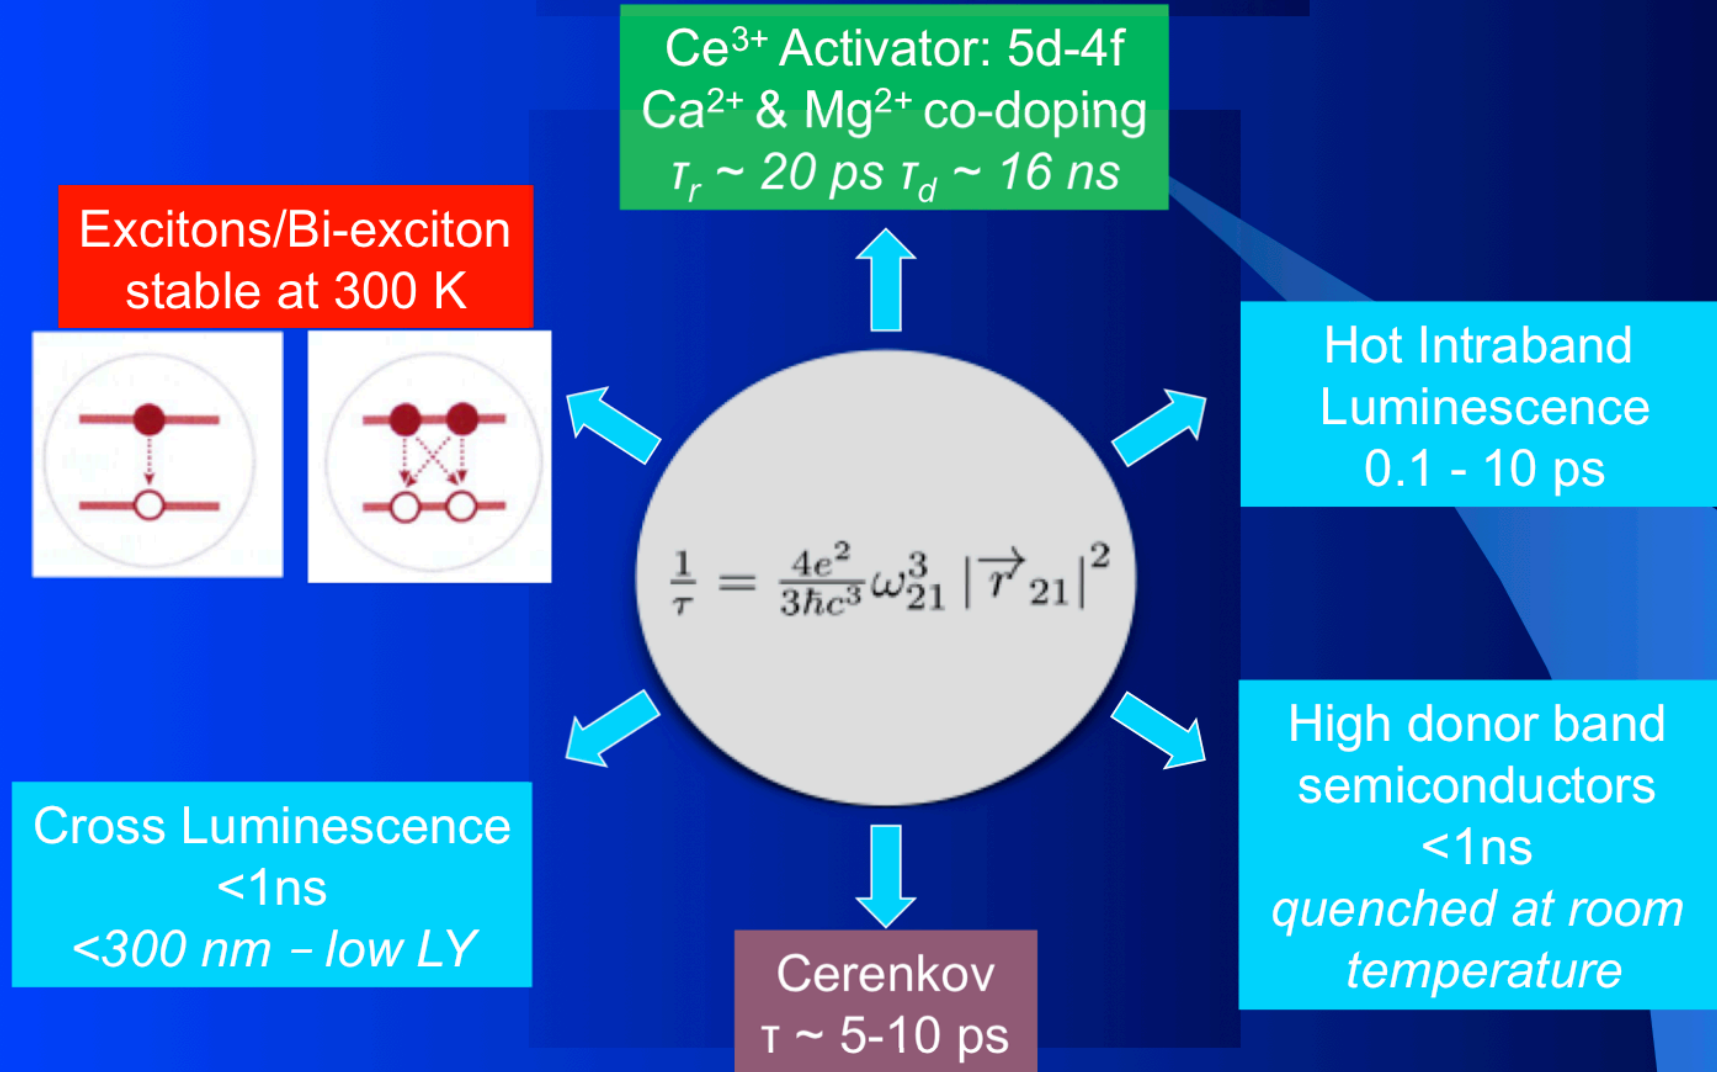 Ce³⁺ Activator: 5d-4f
Ca²⁺ & Mg²⁺ co-doping
τᵣ ~ 20 ps τ_d ~ 16 ns
Excitons/Bi-exciton
stable at 300 K
Hot Intraband
Luminescence
0.1 - 10 ps
1/τ = 4e²/3ħc³ ω³₂₁ |r⃗₂₁|²
High donor band
semiconductors
<1ns
quenched at room
temperature
Cross Luminescence
<1ns
<300 nm – low LY
Cerenkov
τ ~ 5-10 ps